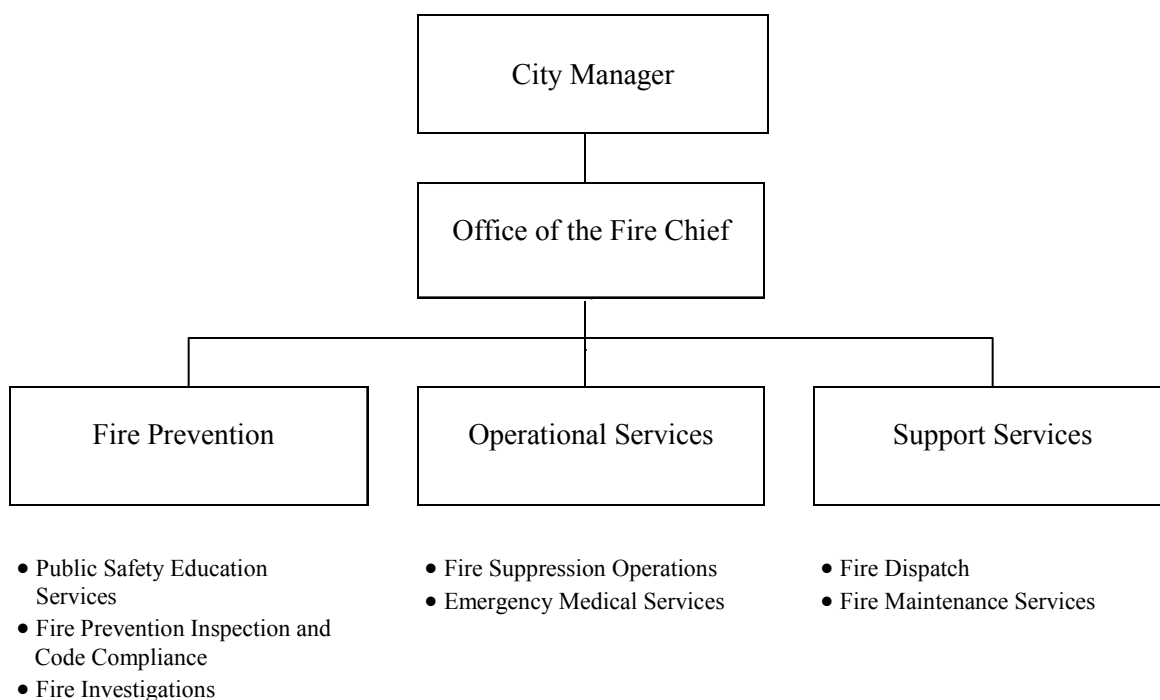 City Manager
Office of the Fire Chief
Fire Prevention
Operational Services
Support Services
• Public Safety Education
Services
• Fire Prevention Inspection and
Code Compliance
• Fire Investigations
• Fire Suppression Operations
• Emergency Medical Services
• Fire Dispatch
• Fire Maintenance Services